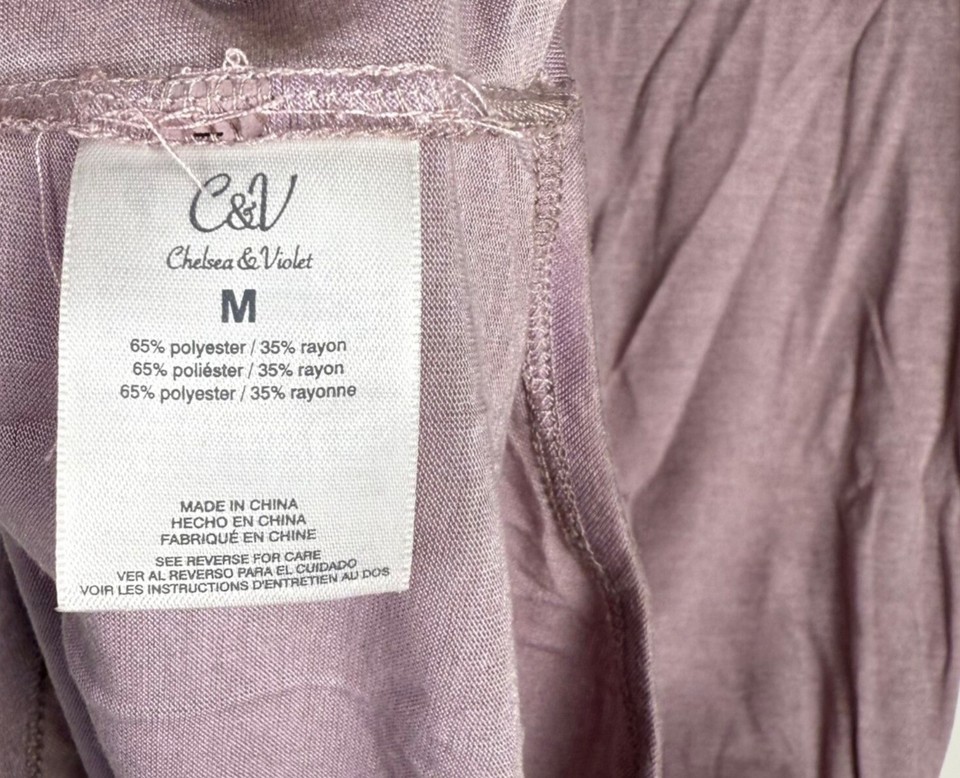 C&V
Chelsea & Violet
M
65% polyester / 35% rayon
65% poliéster / 35% rayon
65% polyester / 35% rayonne
MADE IN CHINA
HECHO EN CHINA
FABRIQUÉ EN CHINE
SEE REVERSE FOR CARE
VER AL REVERSO PARA EL CUIDADO
VOIR LES INSTRUCTIONS D'ENTRETIEN AU DOS